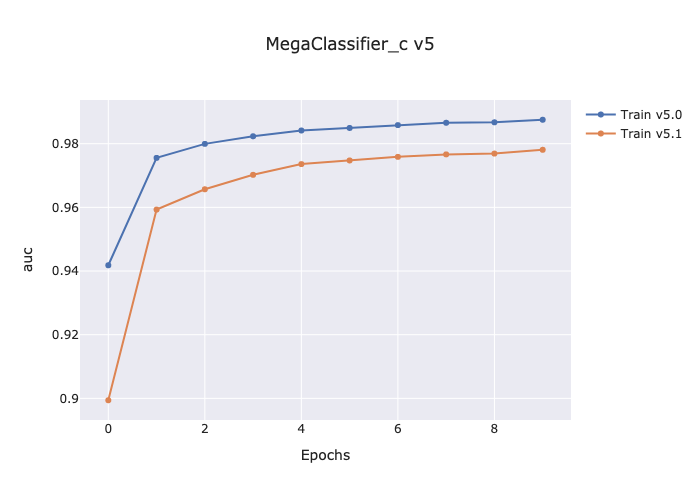 MegaClassifier_c v5
Train v5.0
Train v5.1
0.98
0.96
0.94
0.92
0.9
auc
0 2 4 6 8
Epochs